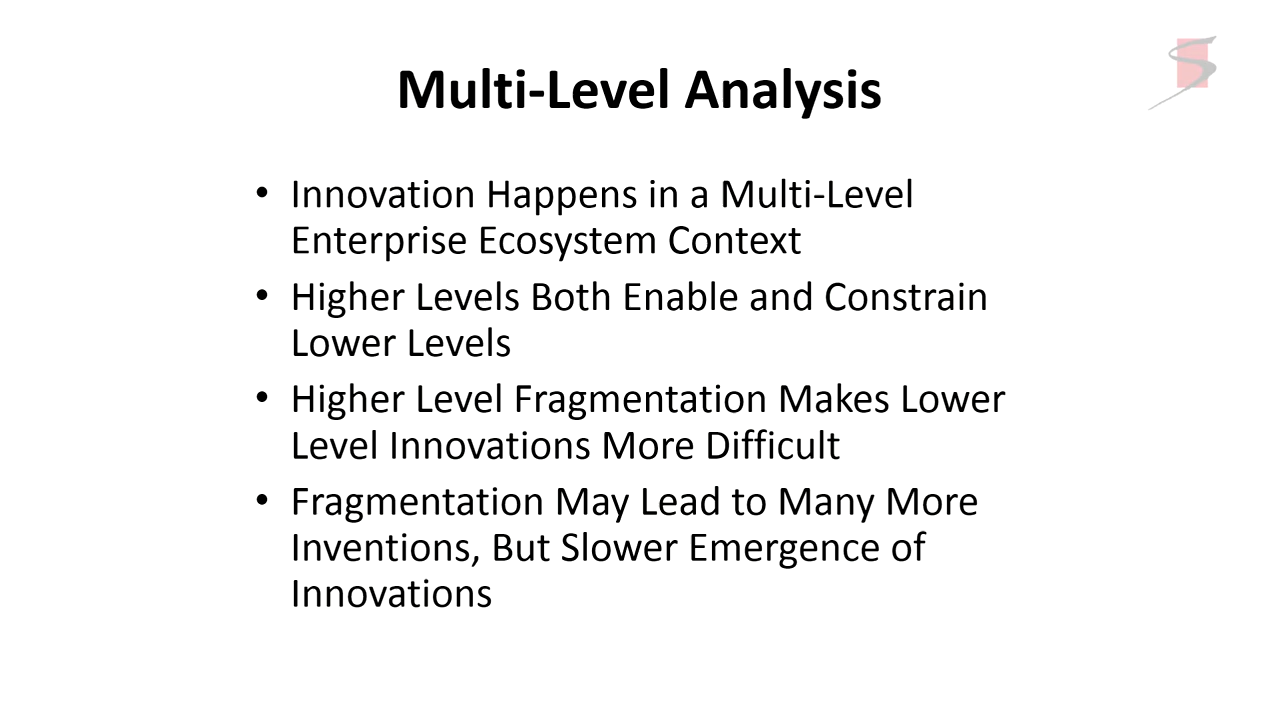 Multi-Level Analysis
• Innovation Happens in a Multi-Level
Enterprise Ecosystem Context
• Higher Levels Both Enable and Constrain
Lower Levels
• Higher Level Fragmentation Makes Lower
Level Innovations More Difficult
• Fragmentation May Lead to Many More
Inventions, But Slower Emergence of
Innovations